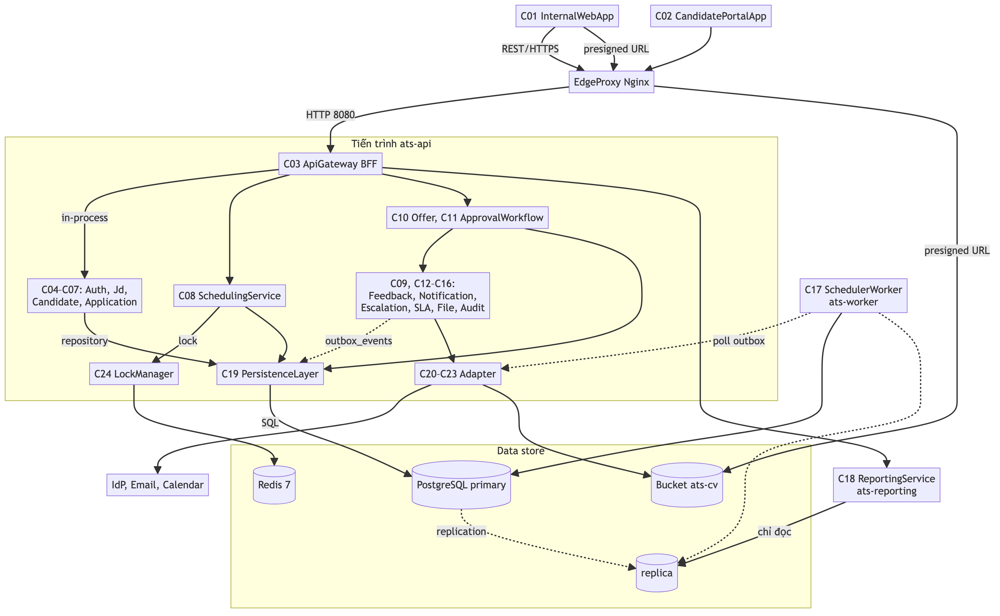 C01 InternalWebApp
C02 CandidatePortalApp
REST/HTTPS
presigned URL
EdgeProxy Nginx
HTTP 8080
Tiến trình ats-api
C03 ApiGateway BFF
in-process
C10 Offer, C11 ApprovalWorkflow
presigned URL
C04–C07: Auth, Jd,
Candidate, Application
C08 SchedulingService
C09, C12–C16:
Feedback, Notification,
Escalation, SLA, File, Audit
C17 SchedulerWorker
ats-worker
repository
lock
outbox_events
poll outbox
C24 LockManager
C19 PersistenceLayer
C20–C23 Adapter
SQL
Data store
IdP, Email, Calendar
Redis 7
PostgreSQL primary
Bucket ats-cv
C18 ReportingService
ats-reporting
replication
chỉ đọc
replica